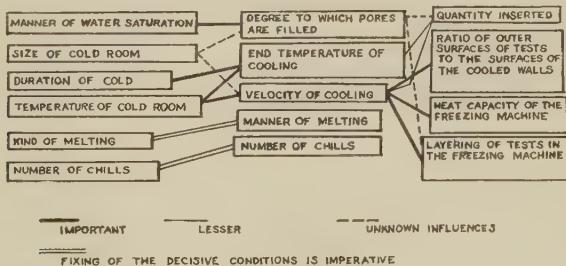 MANNER OF WATER SATURATION
SIZE OF COLD ROOM
DURATION OF COLD
TEMPERATURE OF COLD ROOM
KIND OF MELTING
NUMBER OF CHILLS
DEGREE TO WHICH PORES
ARE FILLED
END TEMPERATURE OF
COOLING
VELOCITY OF COOLING
MANNER OF MELTING
NUMBER OF CHILLS
QUANTITY INSERTED
RATIO OF OUTER
SURFACES OF TESTS
TO THE SURFACES OF
THE COOLED WALLS
HEAT CAPACITY OF THE
FREEZING MACHINE
LAYERING OF TESTS IN
THE FREEZING MACHINE
IMPORTANT
LESSER
UNKNOWN INFLUENCES
FIXING OF THE DECISIVE CONDITIONS IS IMPERATIVE